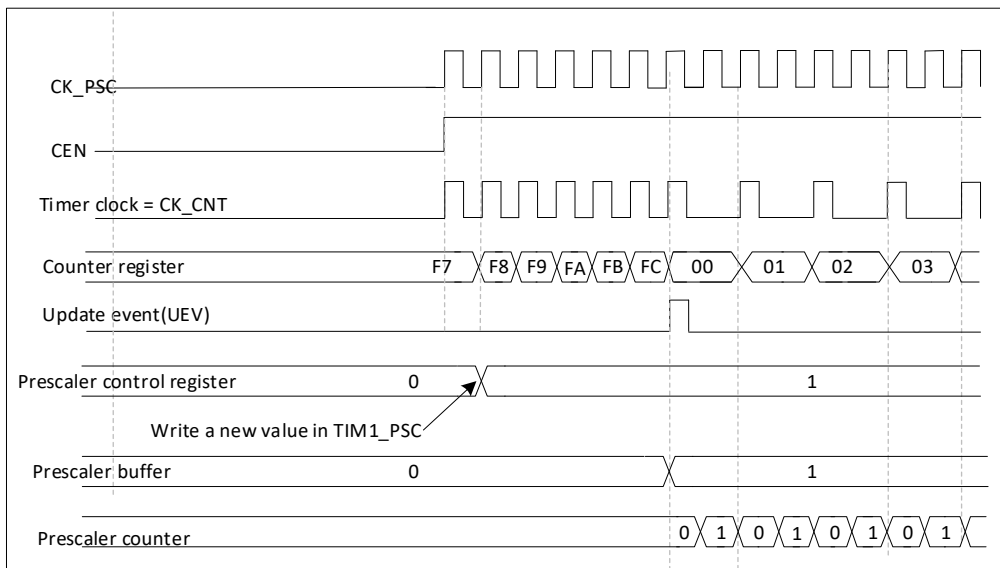 CK_PSC
CEN
Timer clock = CK_CNT
Counter register F7 F8 F9 FA FB FC 00 01 02 03
Update event(UEV)
Prescaler control register 0 1
Write a new value in TIM1_PSC
Prescaler buffer 0 1
Prescaler counter 0 1 0 1 0 1 0 1